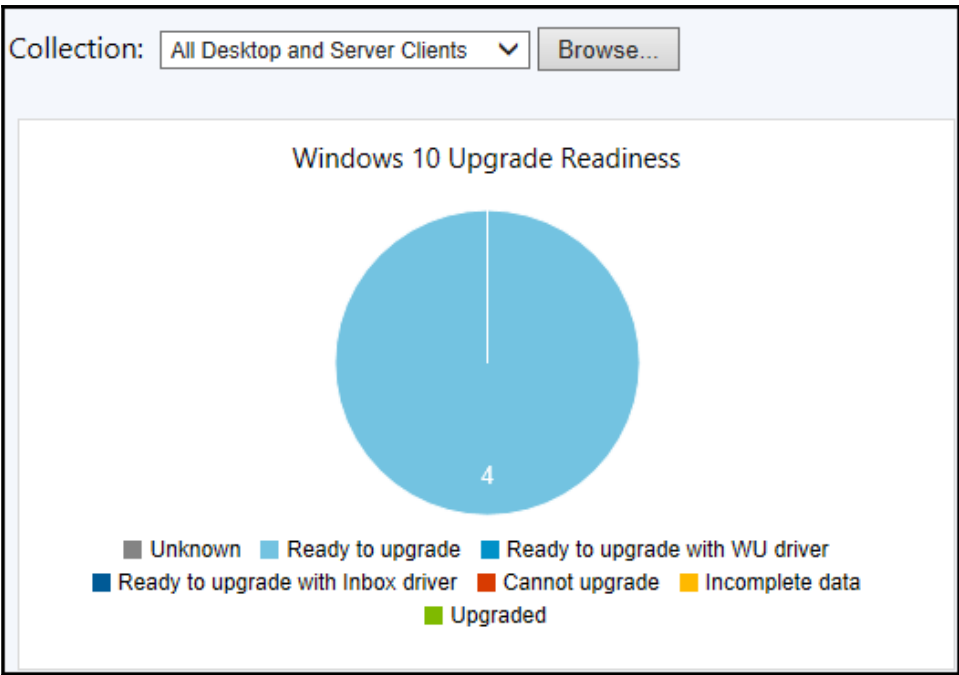 Collection: All Desktop and Server Clients Browse...
Windows 10 Upgrade Readiness
4
Unknown Ready to upgrade Ready to upgrade with WU driver
Ready to upgrade with Inbox driver Cannot upgrade Incomplete data
Upgraded